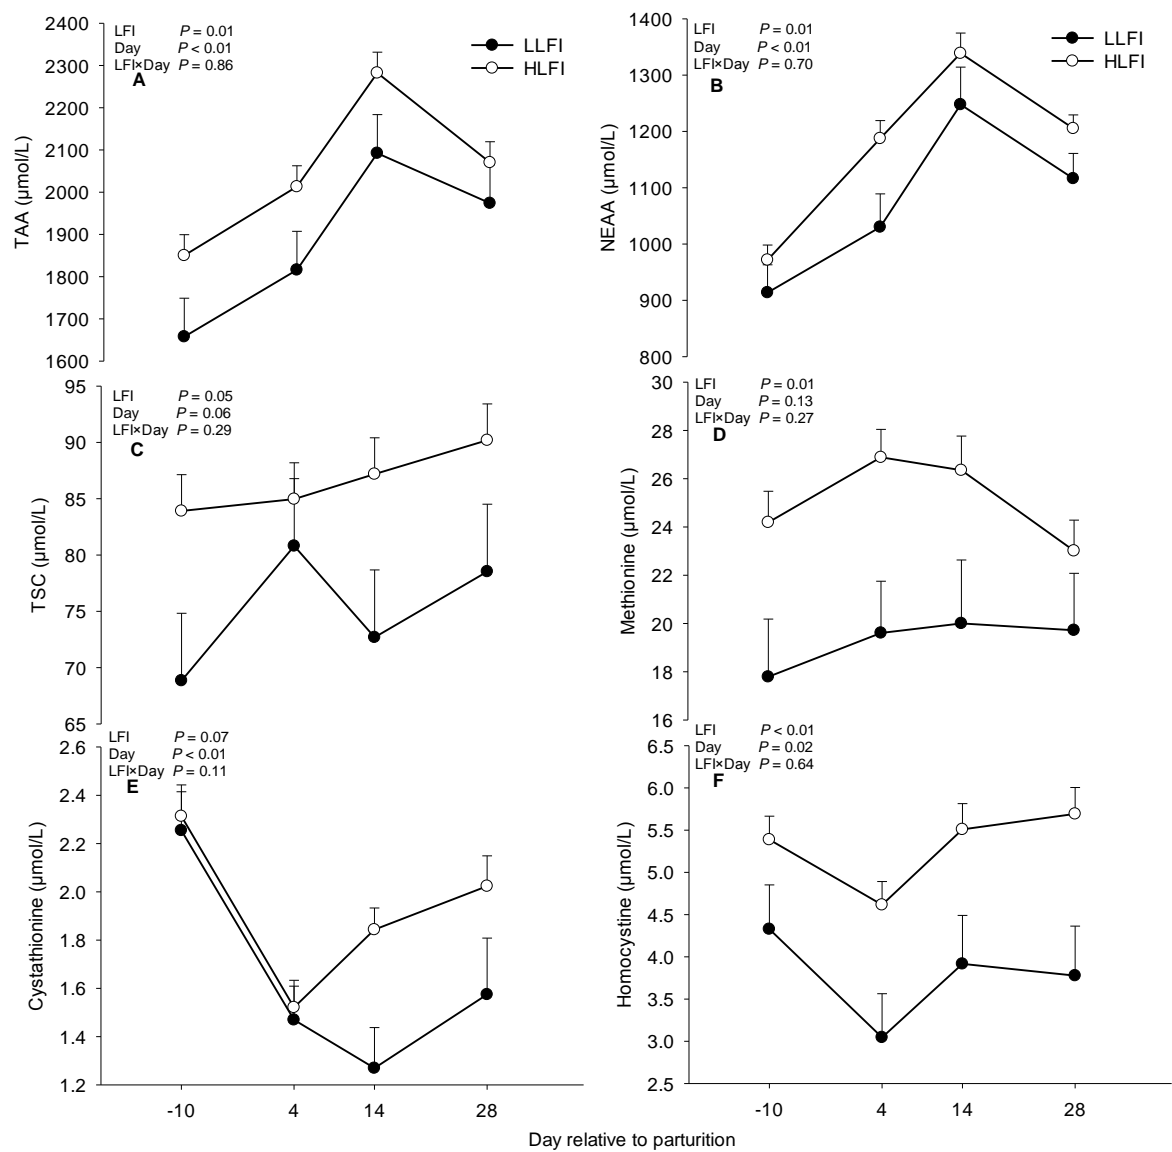 LFI P = 0.01
Day P < 0.01
LFI×Day P = 0.86
A
LLFI
HLFI
2400
2300
2200
2100
2000
1900
1800
1700
1600
TAA (µmol/L)
LFI P = 0.01
Day P < 0.01
LFI×Day P = 0.70
B
LLFI
HLFI
1400
1300
1200
1100
1000
900
800
NEAA (µmol/L)
LFI P = 0.05
Day P = 0.06
LFI×Day P = 0.29
C
95
90
85
80
75
70
65
TSC (µmol/L)
LFI P = 0.01
Day P = 0.13
LFI×Day P = 0.27
D
30
28
26
24
22
20
18
16
Methionine (µmol/L)
LFI P = 0.07
Day P < 0.01
LFI×Day P = 0.11
E
2.6
2.4
2.2
2.0
1.8
1.6
1.4
1.2
Cystathionine (µmol/L)
-10 4 14 28
LFI P < 0.01
Day P = 0.02
LFI×Day P = 0.64
F
6.5
6.0
5.5
5.0
4.5
4.0
3.5
3.0
2.5
Homocystine (µmol/L)
-10 4 14 28
Day relative to parturition